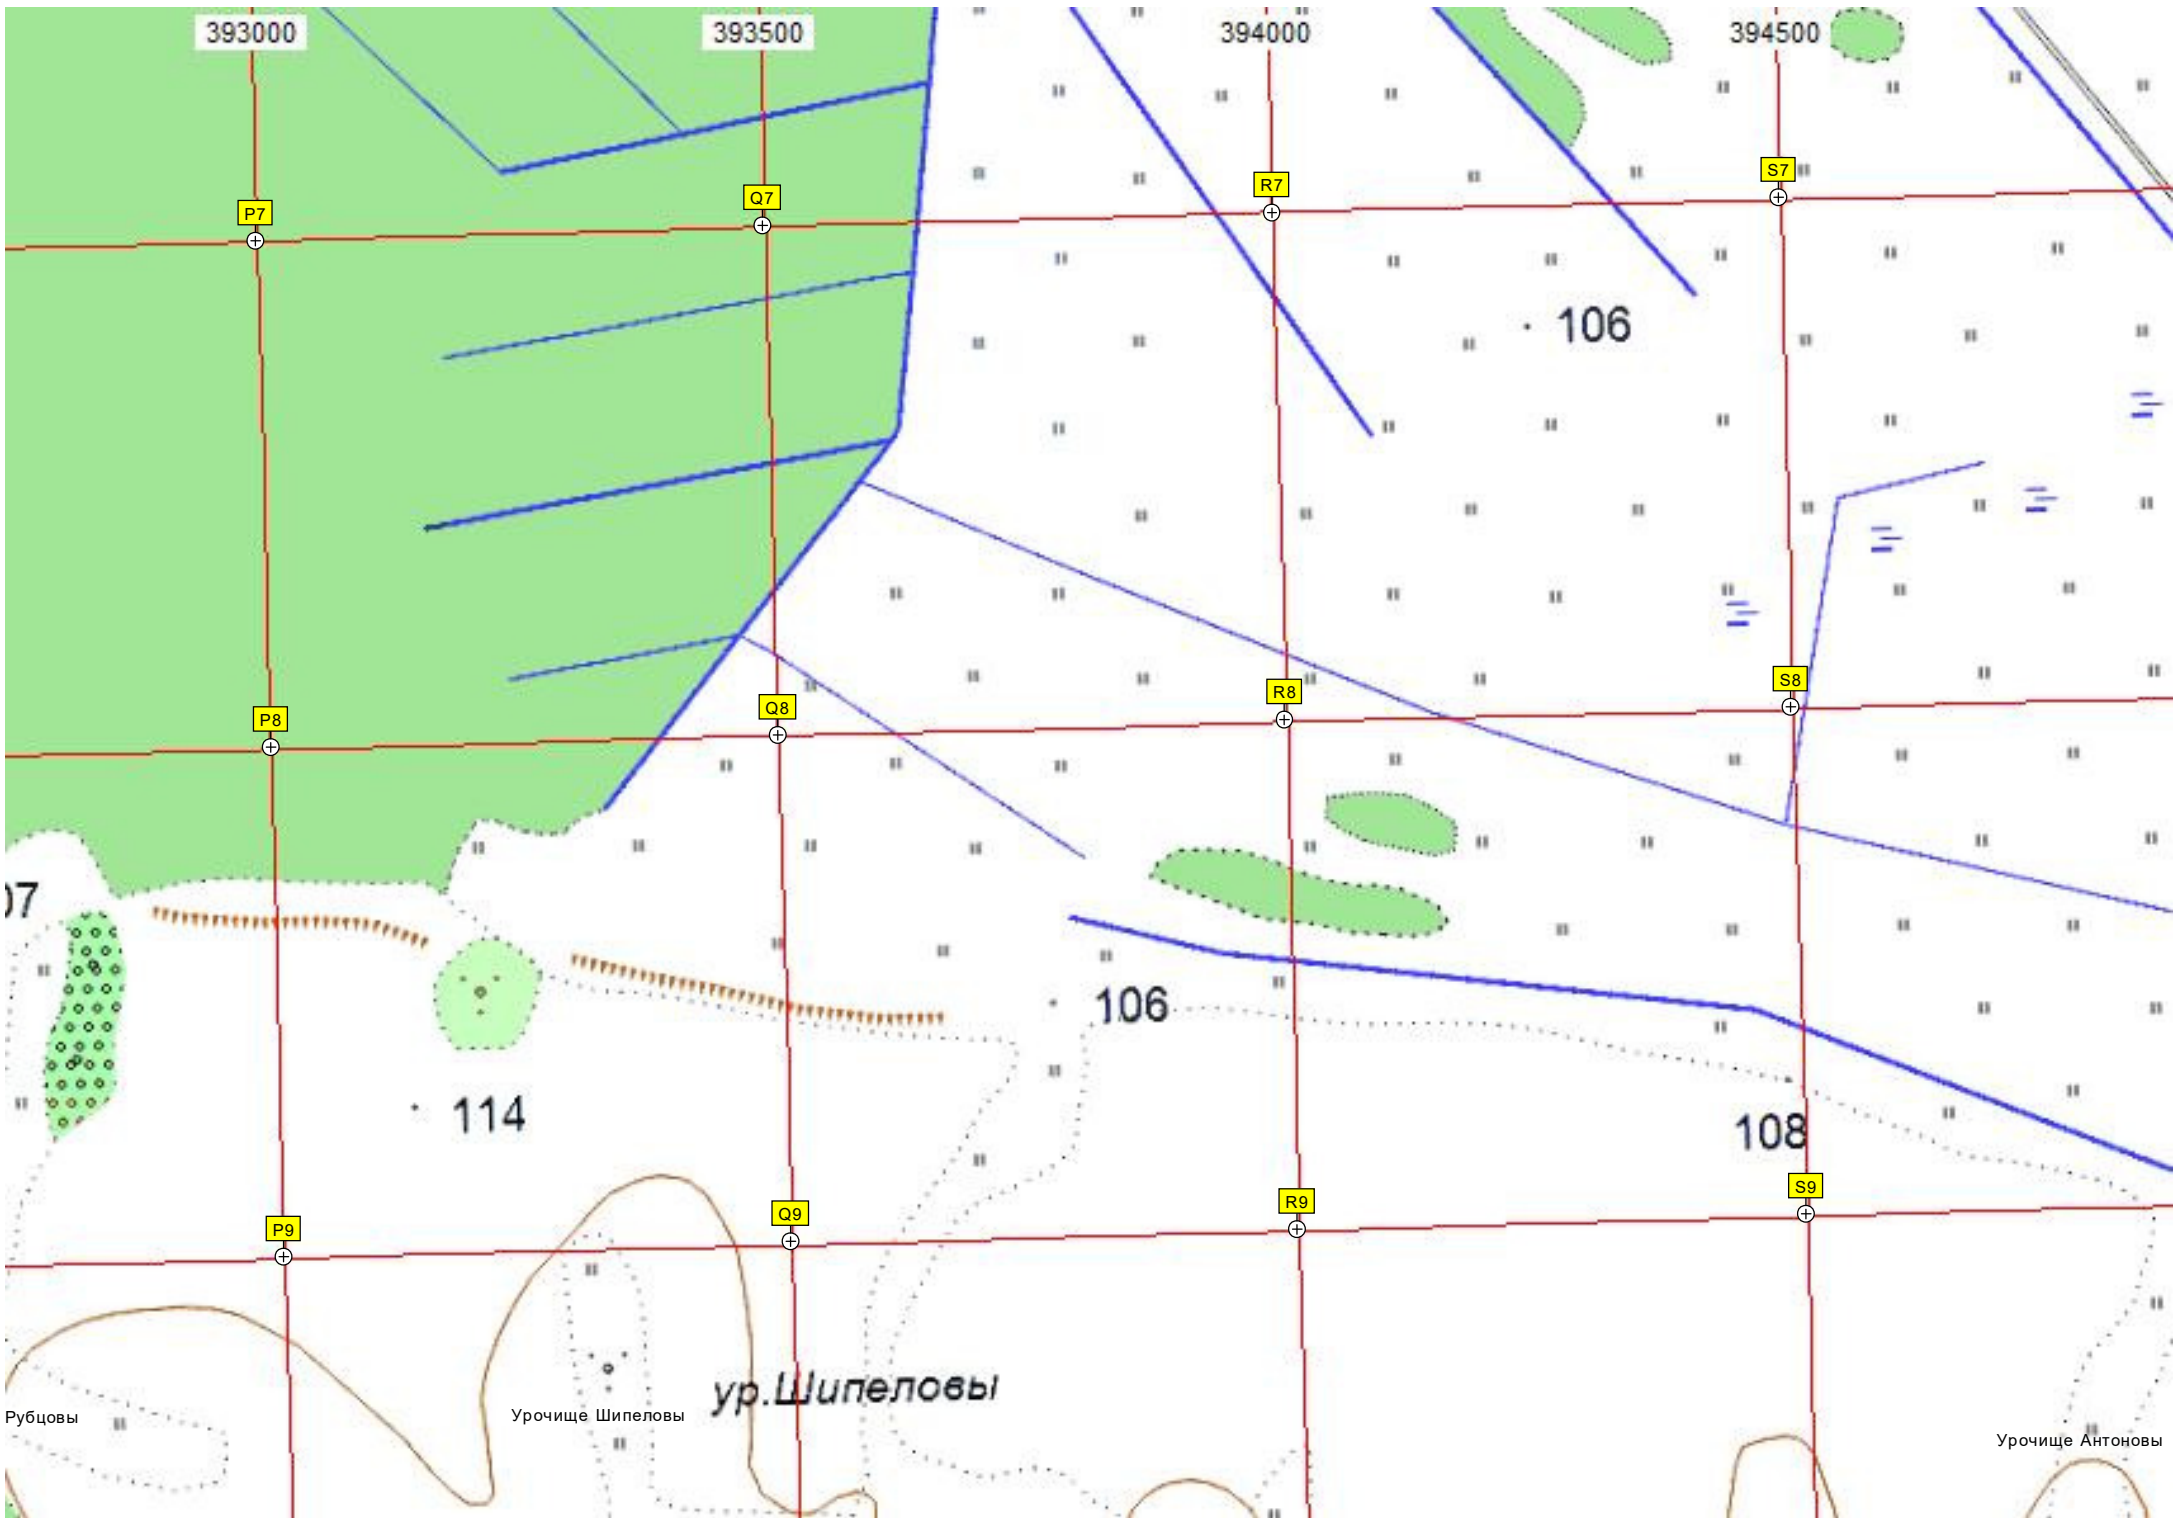 393000 393500 394000 394500
P7 Q7 R7 S7
106
P8 Q8 R8 S8
07
106
114
108
P9 Q9 R9 S9
ур.Шипеловы
Рубцовы
Урочище Шипеловы
Урочище Антоновы